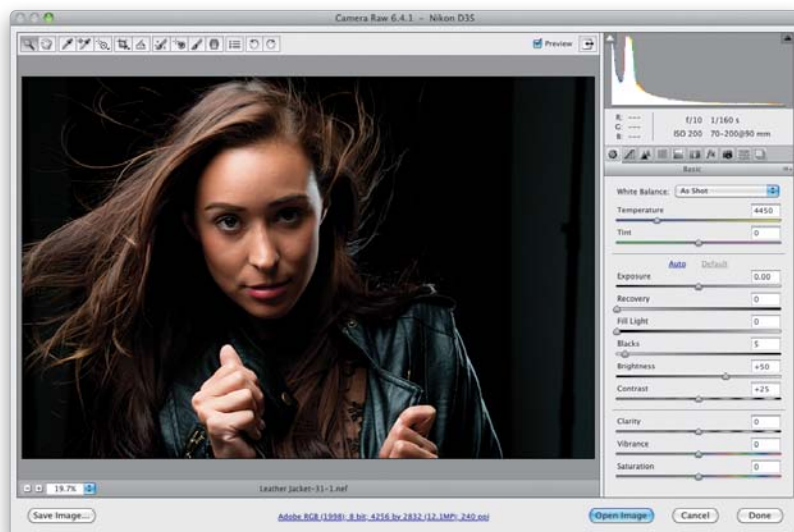 Camera Raw 6.4.1 - Nikon D3S
Preview
R: ---
G: ---
B: ---
f/10 1/160 s
ISO 200 70-200@90 mm
Basic
White Balance: As Shot
Temperature 4450
Tint 0
Auto Default
Exposure 0.00
Recovery 0
Fill Light 0
Blacks 5
Brightness +50
Contrast +25
Clarity 0
Vibrance 0
Saturation 0
19.7%
Leather Jacket-31-1.nef
Save Image...
Adobe RGB (1998); 8 bit; 4256 by 2832 (12.1MP); 240 ppi
Open Image
Cancel
Done